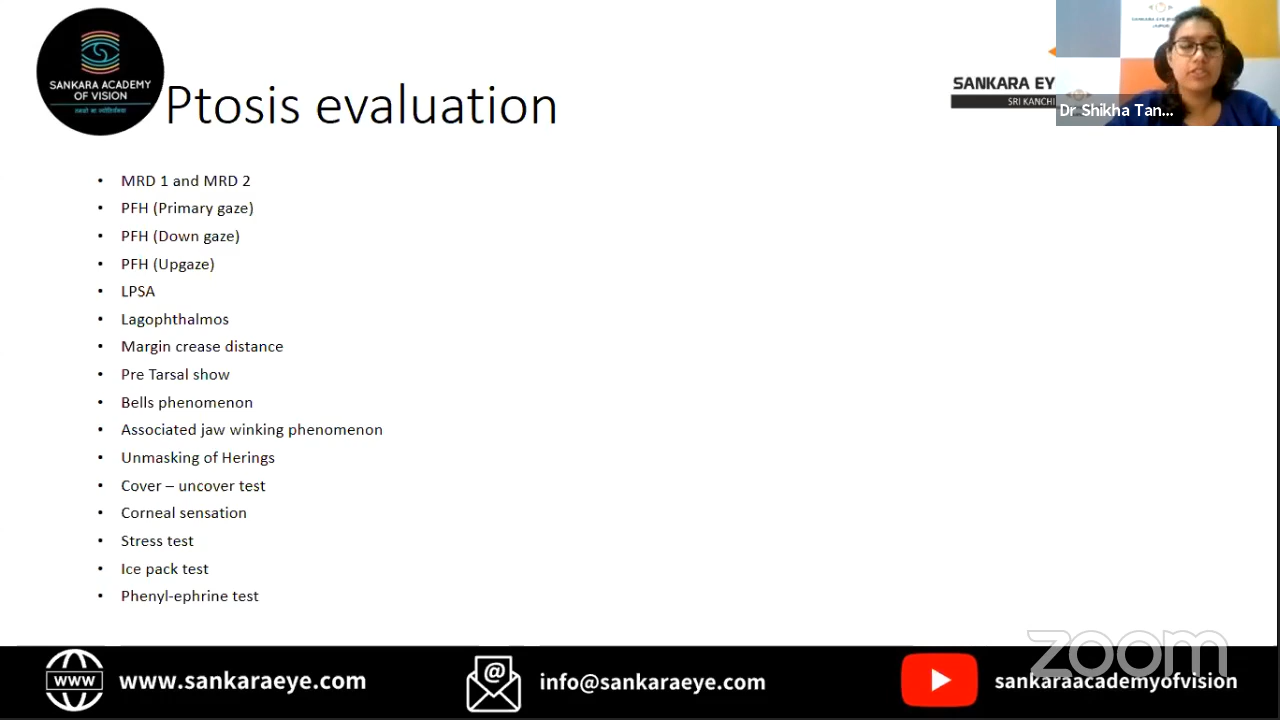 SANKARA ACADEMY
OF VISION
Ptosis evaluation
SANKARA EY
SRI KANCHI
Dr Shikha Tan...
• MRD 1 and MRD 2
• PFH (Primary gaze)
• PFH (Down gaze)
• PFH (Upgaze)
• LPSA
• Lagophthalmos
• Margin crease distance
• Pre Tarsal show
• Bells phenomenon
• Associated jaw winking phenomenon
• Unmasking of Herings
• Cover – uncover test
• Corneal sensation
• Stress test
• Ice pack test
• Phenyl-ephrine test
zoom
www
www.sankaraeye.com
@
info@sankaraeye.com
sankaraacademyofvision